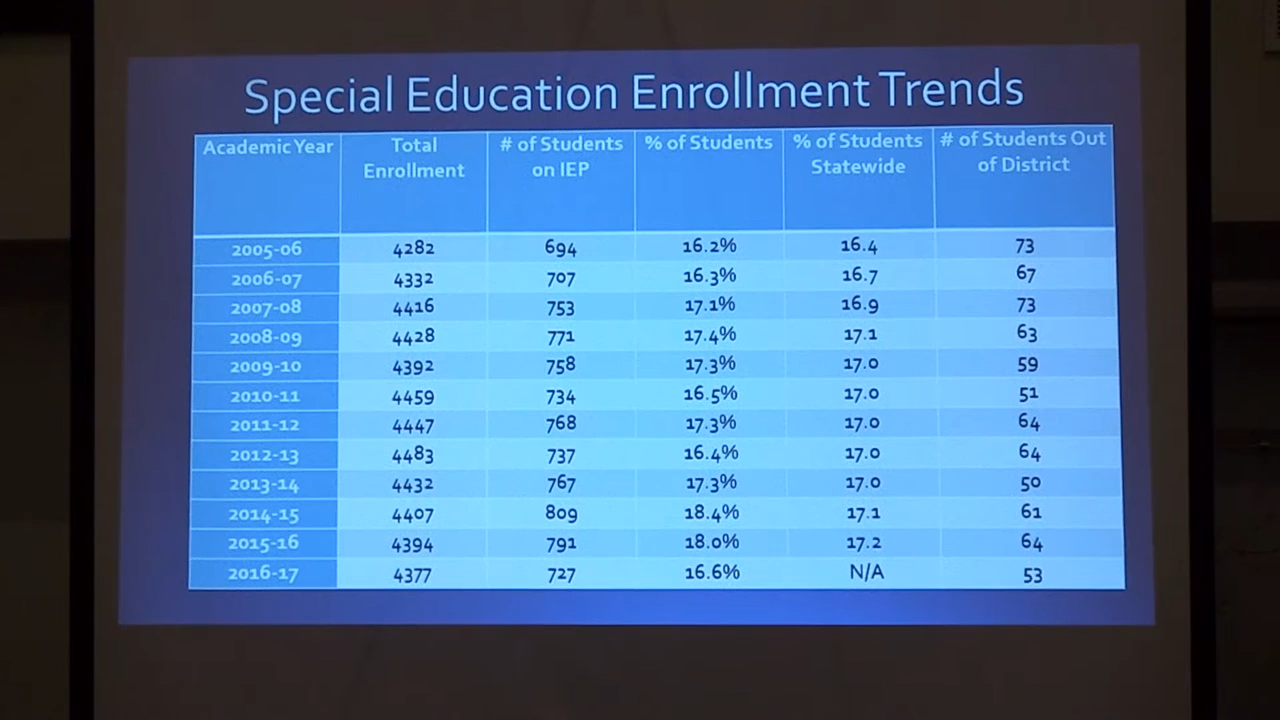 Special Education Enrollment Trends
Academic Year Total Enrollment # of Students on IEP % of Students % of Students Statewide # of Students Out of District
2005-06 4282 694 16.2% 16.4 73
2006-07 4332 707 16.3% 16.7 67
2007-08 4416 753 17.1% 16.9 73
2008-09 4428 771 17.4% 17.1 63
2009-10 4392 758 17.3% 17.0 59
2010-11 4459 734 16.5% 17.0 51
2011-12 4447 768 17.3% 17.0 64
2012-13 4483 737 16.4% 17.0 64
2013-14 4432 767 17.3% 17.0 50
2014-15 4407 809 18.4% 17.1 61
2015-16 4394 791 18.0% 17.2 64
2016-17 4377 727 16.6% N/A 53